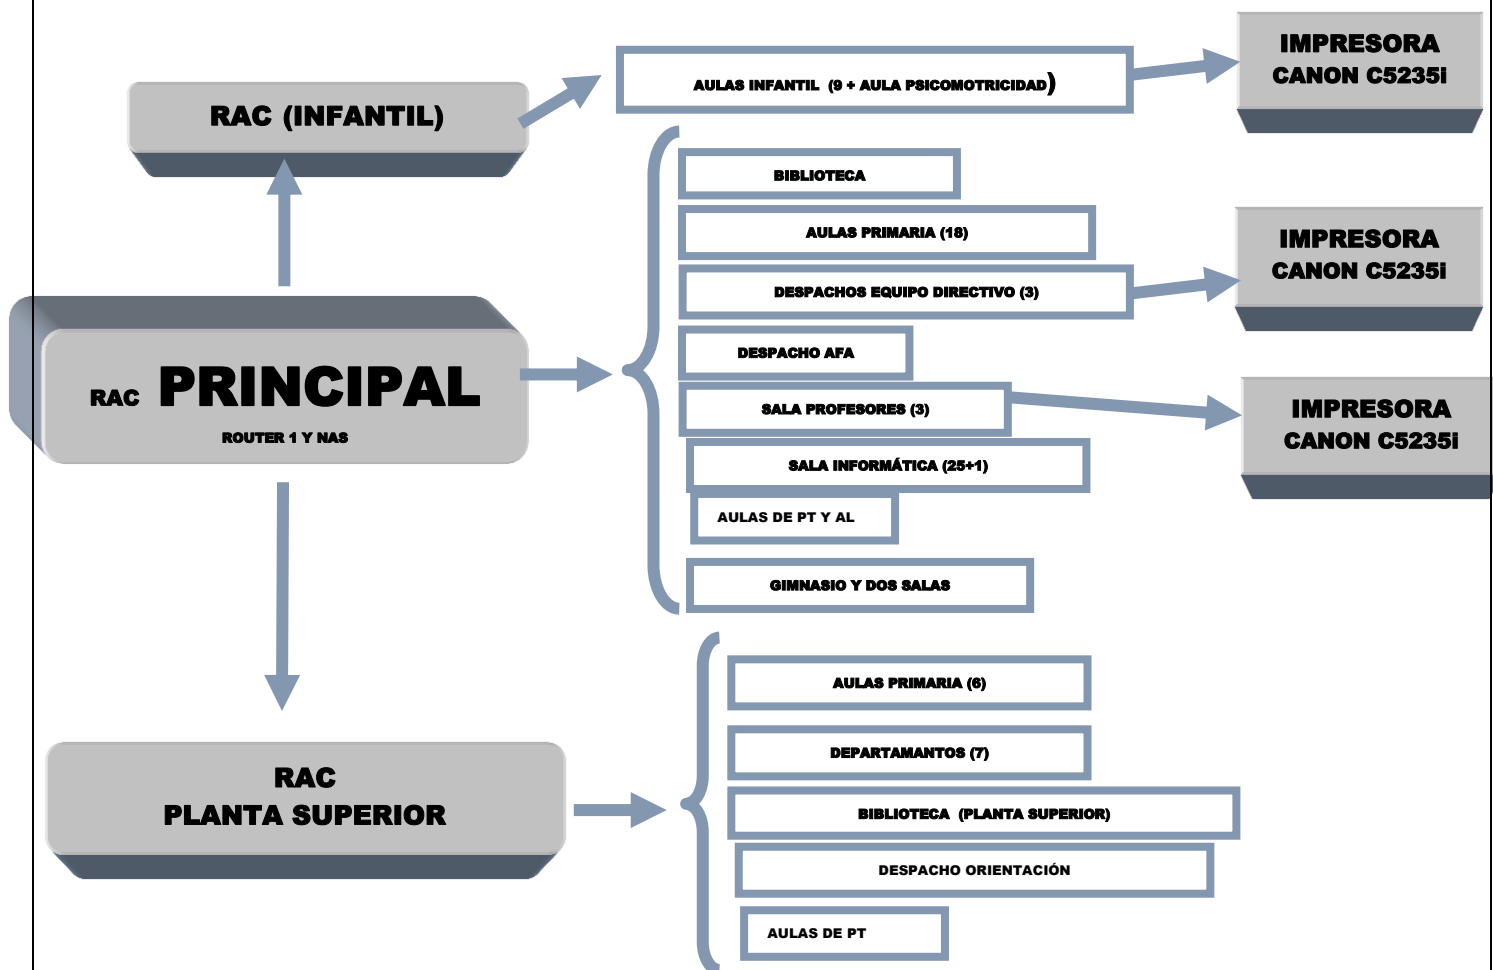 IMPRESORA
CANON C5235i
AULAS INFANTIL (9 + AULA PSICOMOTRICIDAD)
RAC (INFANTIL)
BIBLIOTECA
AULAS PRIMARIA (18)
IMPRESORA
CANON C5235i
DESPACHOS EQUIPO DIRECTIVO (3)
DESPACHO AFA
RAC PRINCIPAL
ROUTER 1 Y NAS
SALA PROFESORES (3)
IMPRESORA
CANON C5235i
SALA INFORMÁTICA (25+1)
AULAS DE PT Y AL
GIMNASIO Y DOS SALAS
AULAS PRIMARIA (6)
DEPARTAMANTOS (7)
RAC
PLANTA SUPERIOR
BIBLIOTECA (PLANTA SUPERIOR)
DESPACHO ORIENTACIÓN
AULAS DE PT